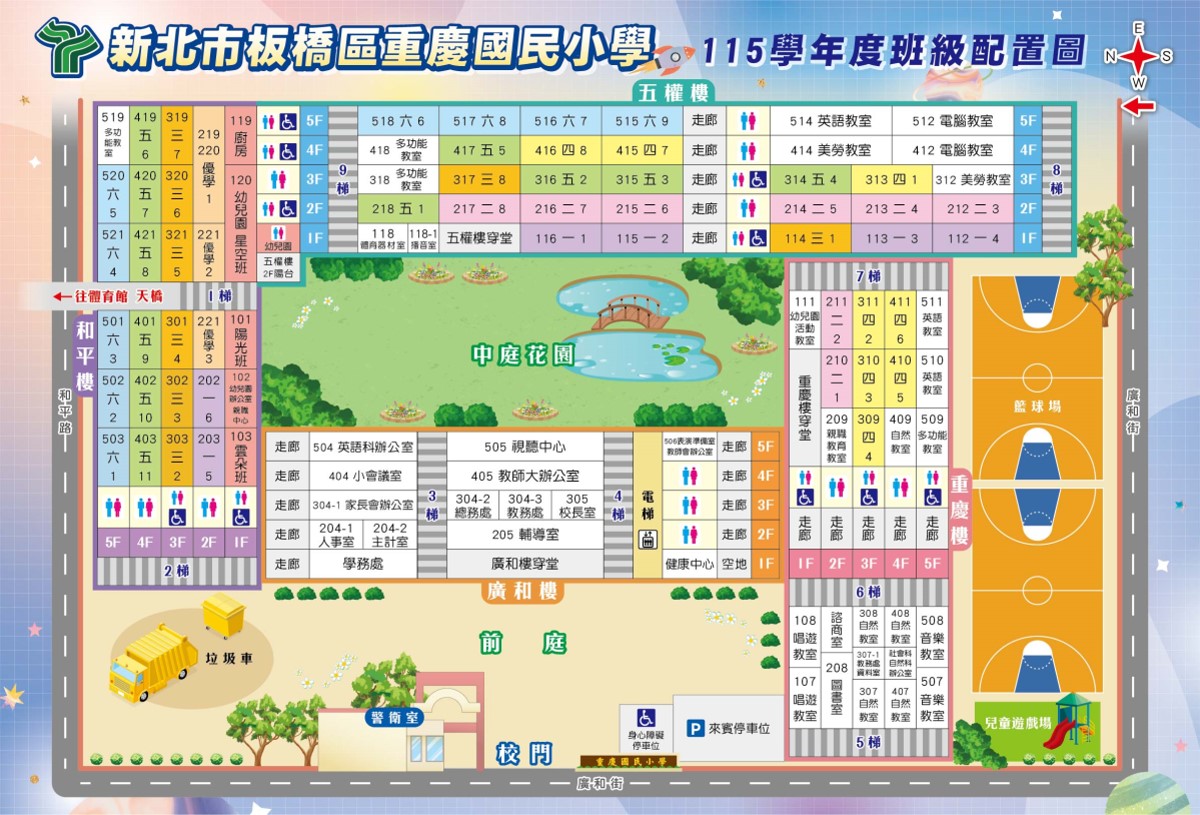 新北市板橋區重慶國民小學 115學年度班級配置圖
E
N S
W
五權樓
519 多功能教室
419 五 6
319 三 7
219 220 優學1
119 廚房
520 六 5
420 五 7
320 三 6
120 幼兒園 星空班
521 六 4
421 五 8
321 三 5
221 優學2
5F
4F
3F
2F
幼兒園
1F
五權樓
2F陽台
9梯
518 六 6
517 六 8
516 六 7
515 六 9
走廊
514 英語教室
512 電腦教室
5F
418 多功能教室
417 五 5
416 四 8
415 四 7
走廊
414 美勞教室
412 電腦教室
4F
318 多功能教室
317 三 8
316 五 2
315 五 3
走廊
314 五 4
313 四 1
312 美勞教室
3F
218 五 1
217 二 8
216 二 7
215 二 6
走廊
214 二 5
213 二 4
212 二 3
2F
118 體育器材室
118-1 播音室
五權樓穿堂
116 一 1
115 一 2
走廊
114 三 1
113 一 3
112 一 4
1F
8梯
往體育館 天橋
1梯
和平樓
501 六 3
401 五 9
301 三 4
221 優學3
101 陽光班
502 六 2
402 五 10
302 三 3
202 一 6
102 幼兒園辦公室 親職中心
503 六 1
403 五 11
303 三 2
203 一 5
103 雲朵班
5F
4F
3F
2F
1F
2梯
和平路
中庭花園
走廊
504 英語科辦公室
505 視聽中心
506表演準備室
教師會辦公室
走廊
5F
走廊
404 小會議室
405 教師大辦公室
走廊
4F
走廊
304-1 家長會辦公室
304-2 總務處
304-3 教務處
305 校長室
走廊
3F
走廊
204-1 人事室
204-2 主計室
205 輔導室
走廊
2F
走廊
學務處
廣和樓穿堂
健康中心
空地
1F
3梯
4梯
電梯
廣和樓
7梯
111 幼兒園活動教室
211 二 2
311 四 2
411 四 6
511 英語教室
重慶樓穿堂
210 二 1
310 四 3
410 四 5
510 英語教室
209 親職教育室
309 四 4
409 自然教室
509 多功能教室
走廊
走廊
走廊
走廊
走廊
1F
2F
3F
4F
5F
重慶樓
6梯
108 唱遊教室
諮商室
308 自然教室
408 自然教室
508 音樂教室
208 圖書室
307-1 教務處資料室
社會科自然科辦公室
107 唱遊教室
307 自然教室
407 自然教室
507 音樂教室
5梯
籃球場
廣和街
兒童遊戲場
垃圾車
前 庭
警衛室
校門
身心障礙
停車位
P 來賓停車位
重慶國民小學
廣和街